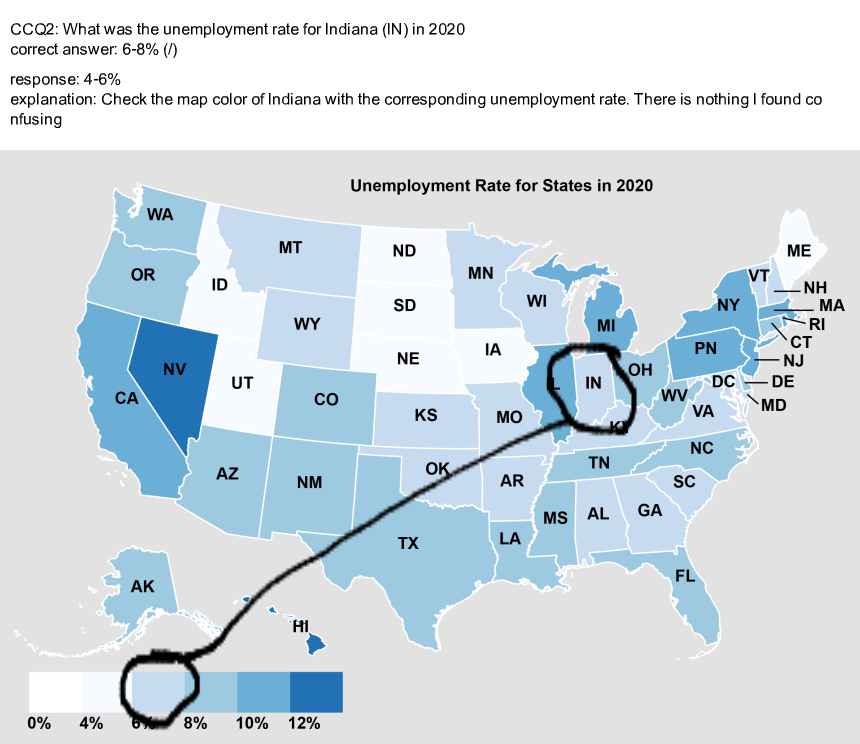 CCQ2: What was the unemployment rate for Indiana (IN) in 2020
correct answer: 6-8% (/)
response: 4-6%
explanation: Check the map color of Indiana with the corresponding unemployment rate. There is nothing I found co
nfusing
Unemployment Rate for States in 2020
WA
MT
ND
MN
ME
VT
OR
ID
SD
WI
NH
NY
MA
WY
MI
RI
CT
IA
PN
NE
NJ
NV
UT
OH
IN
IL
DC
DE
CA
CO
WV
MD
KS
MO
VA
KY
NC
OK
TN
AZ
NM
AR
SC
MS
AL
GA
TX
LA
FL
AK
HI
0%
4%
6%
8%
10%
12%